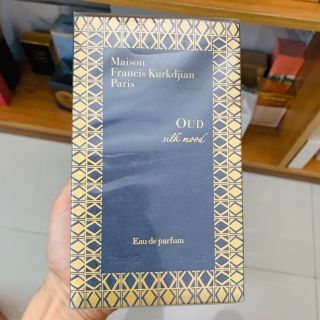 Maison
Francis Kurkdjian
Paris
OUD
silk mood
Eau de parfum